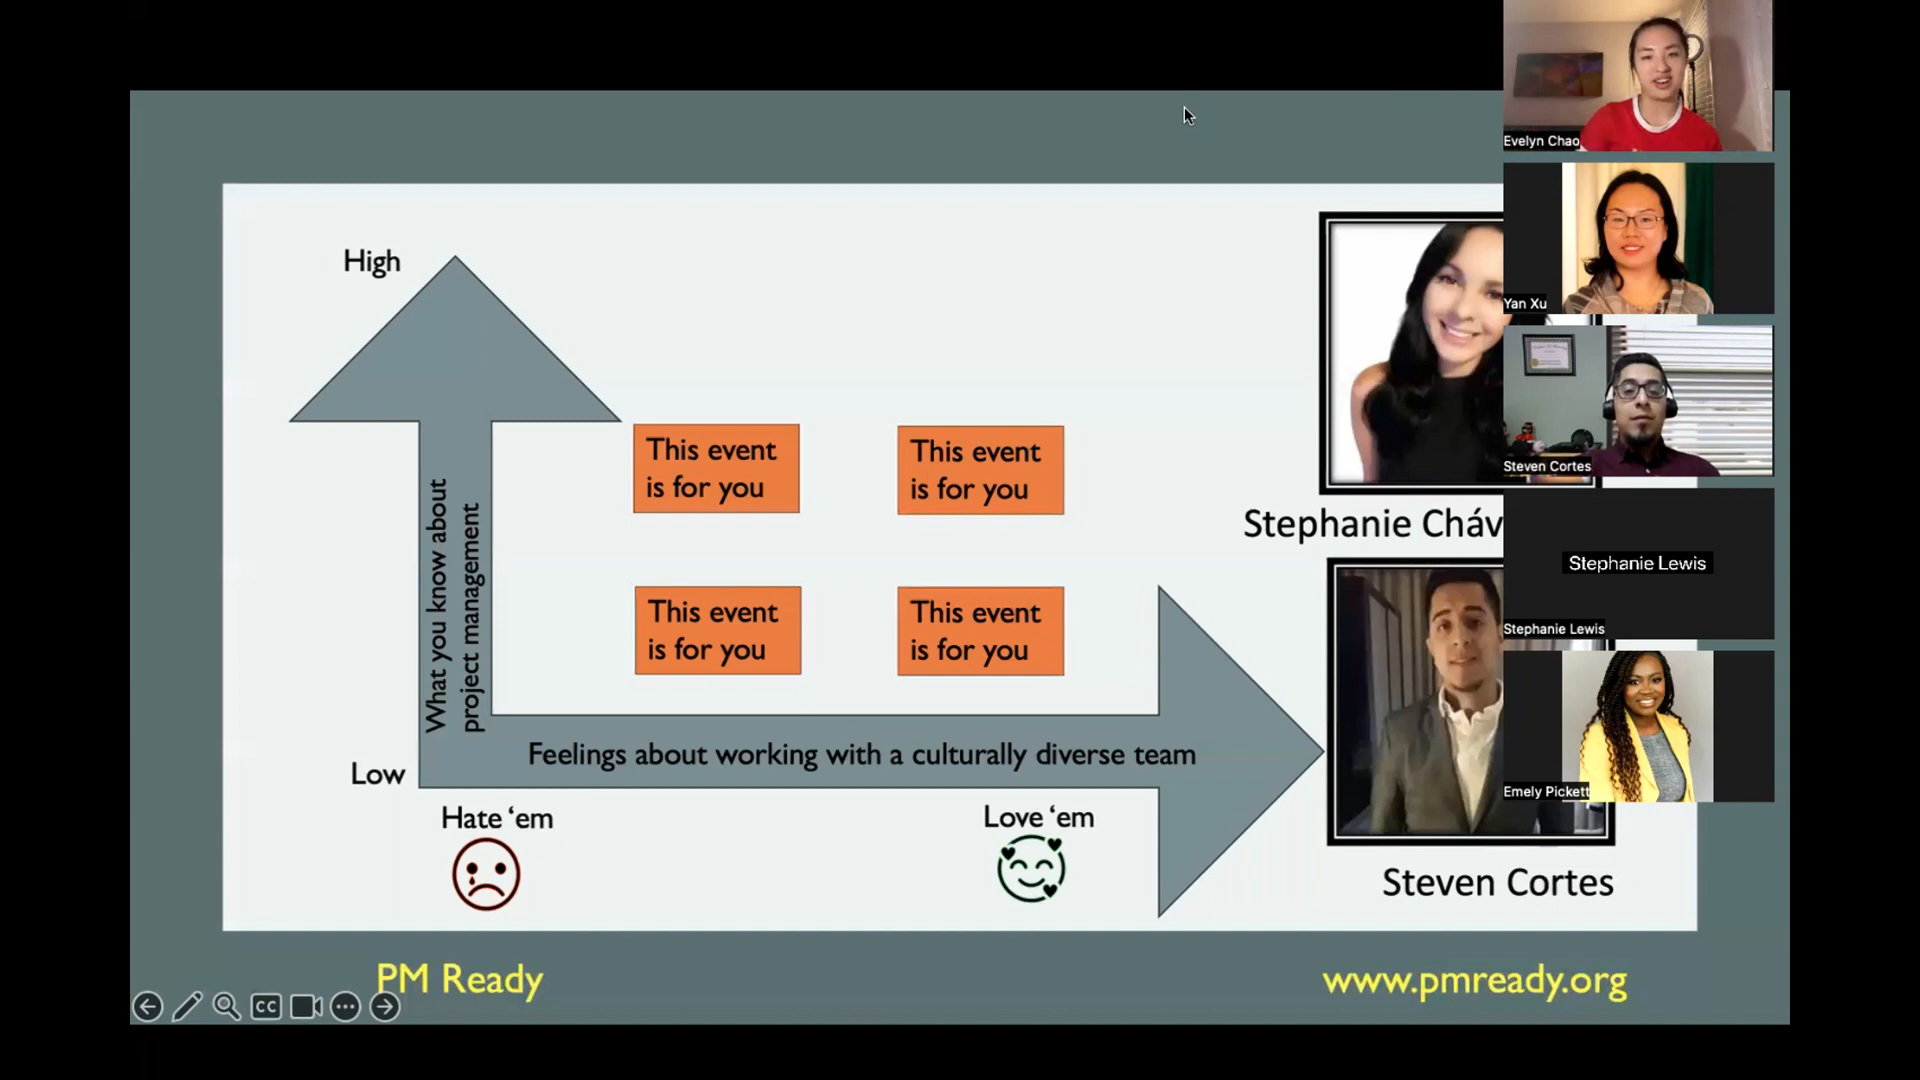 Evelyn Chao
Yan Xu
Steven Cortes
Stephanie Lewis
Stephanie Lewis
Emely Pickett
High
This event
is for you
This event
is for you
This event
is for you
This event
is for you
What you know about
project management
Feelings about working with a culturally diverse team
Low
Hate ‘em
Love ‘em
Stephanie Cháv
Steven Cortes
PM Ready
www.pmready.org
CC